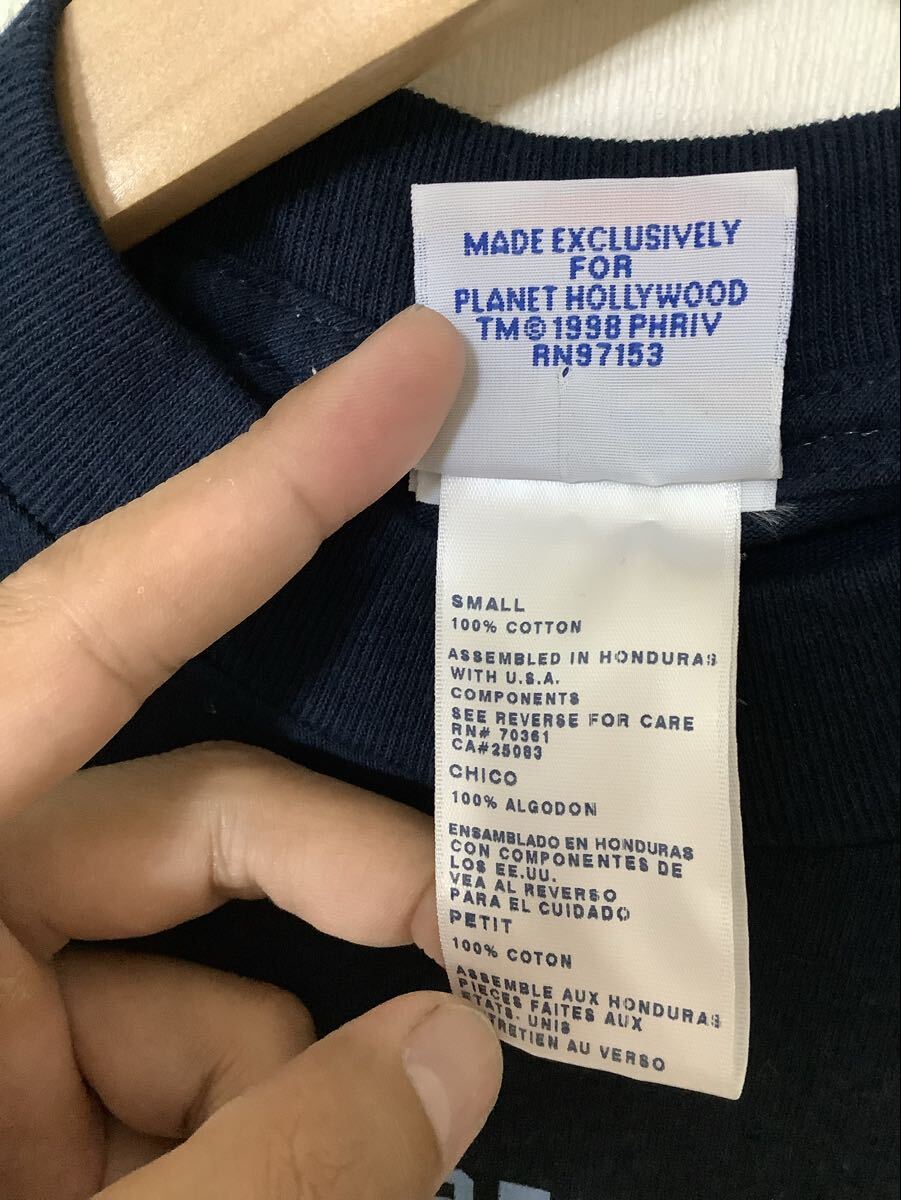 MADE EXCLUSIVELY
FOR
PLANET HOLLYWOOD
TM© 1998 PHRIV
RN97153
SMALL
100% COTTON
ASSEMBLED IN HONDURAS
WITH U.S.A.
COMPONENTS
SEE REVERSE FOR CARE
RN# 70361
CA#25083
CHICO
100% ALGODON
ENSAMBLADO EN HONDURAS
CON COMPONENTES DE
LOS EE.UU.
VEA AL REVERSO
PARA EL CUIDADO
PETIT
100% COTON
ASSEMBLE AUX HONDURAS
PIECES FAITES AUX
ETATS- UNIS
TRETIEN AU VERSO